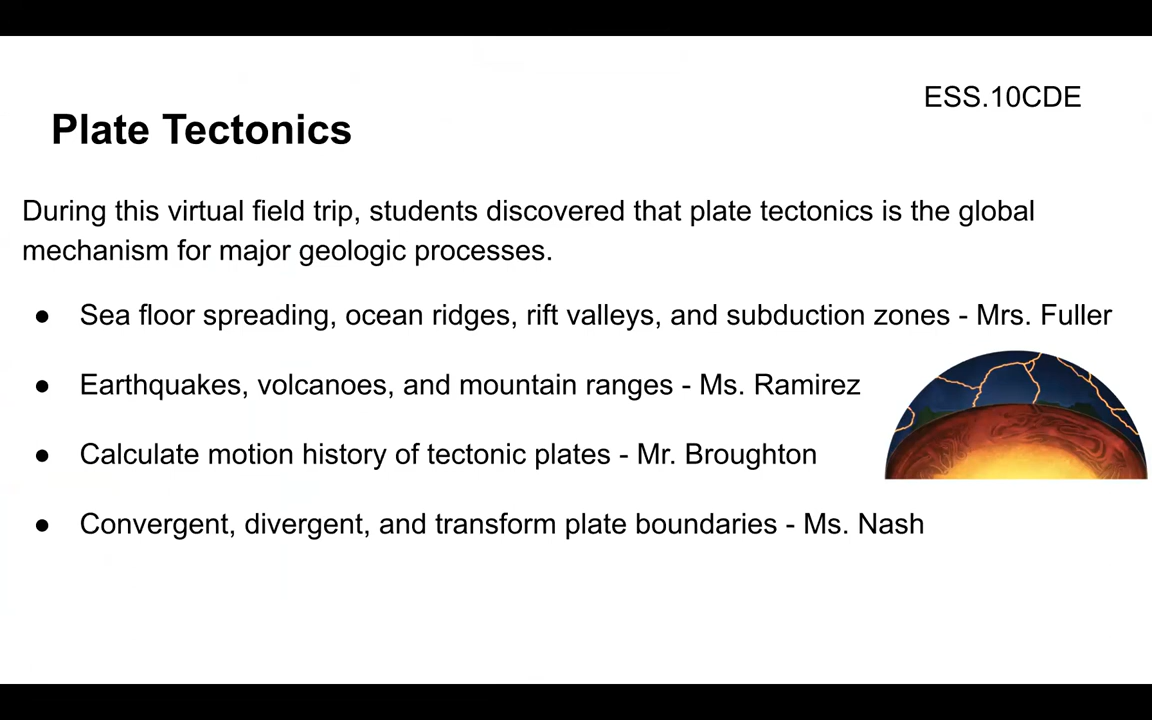 ESS.10CDE
Plate Tectonics
During this virtual field trip, students discovered that plate tectonics is the global
mechanism for major geologic processes.
● Sea floor spreading, ocean ridges, rift valleys, and subduction zones - Mrs. Fuller
● Earthquakes, volcanoes, and mountain ranges - Ms. Ramirez
● Calculate motion history of tectonic plates - Mr. Broughton
● Convergent, divergent, and transform plate boundaries - Ms. Nash